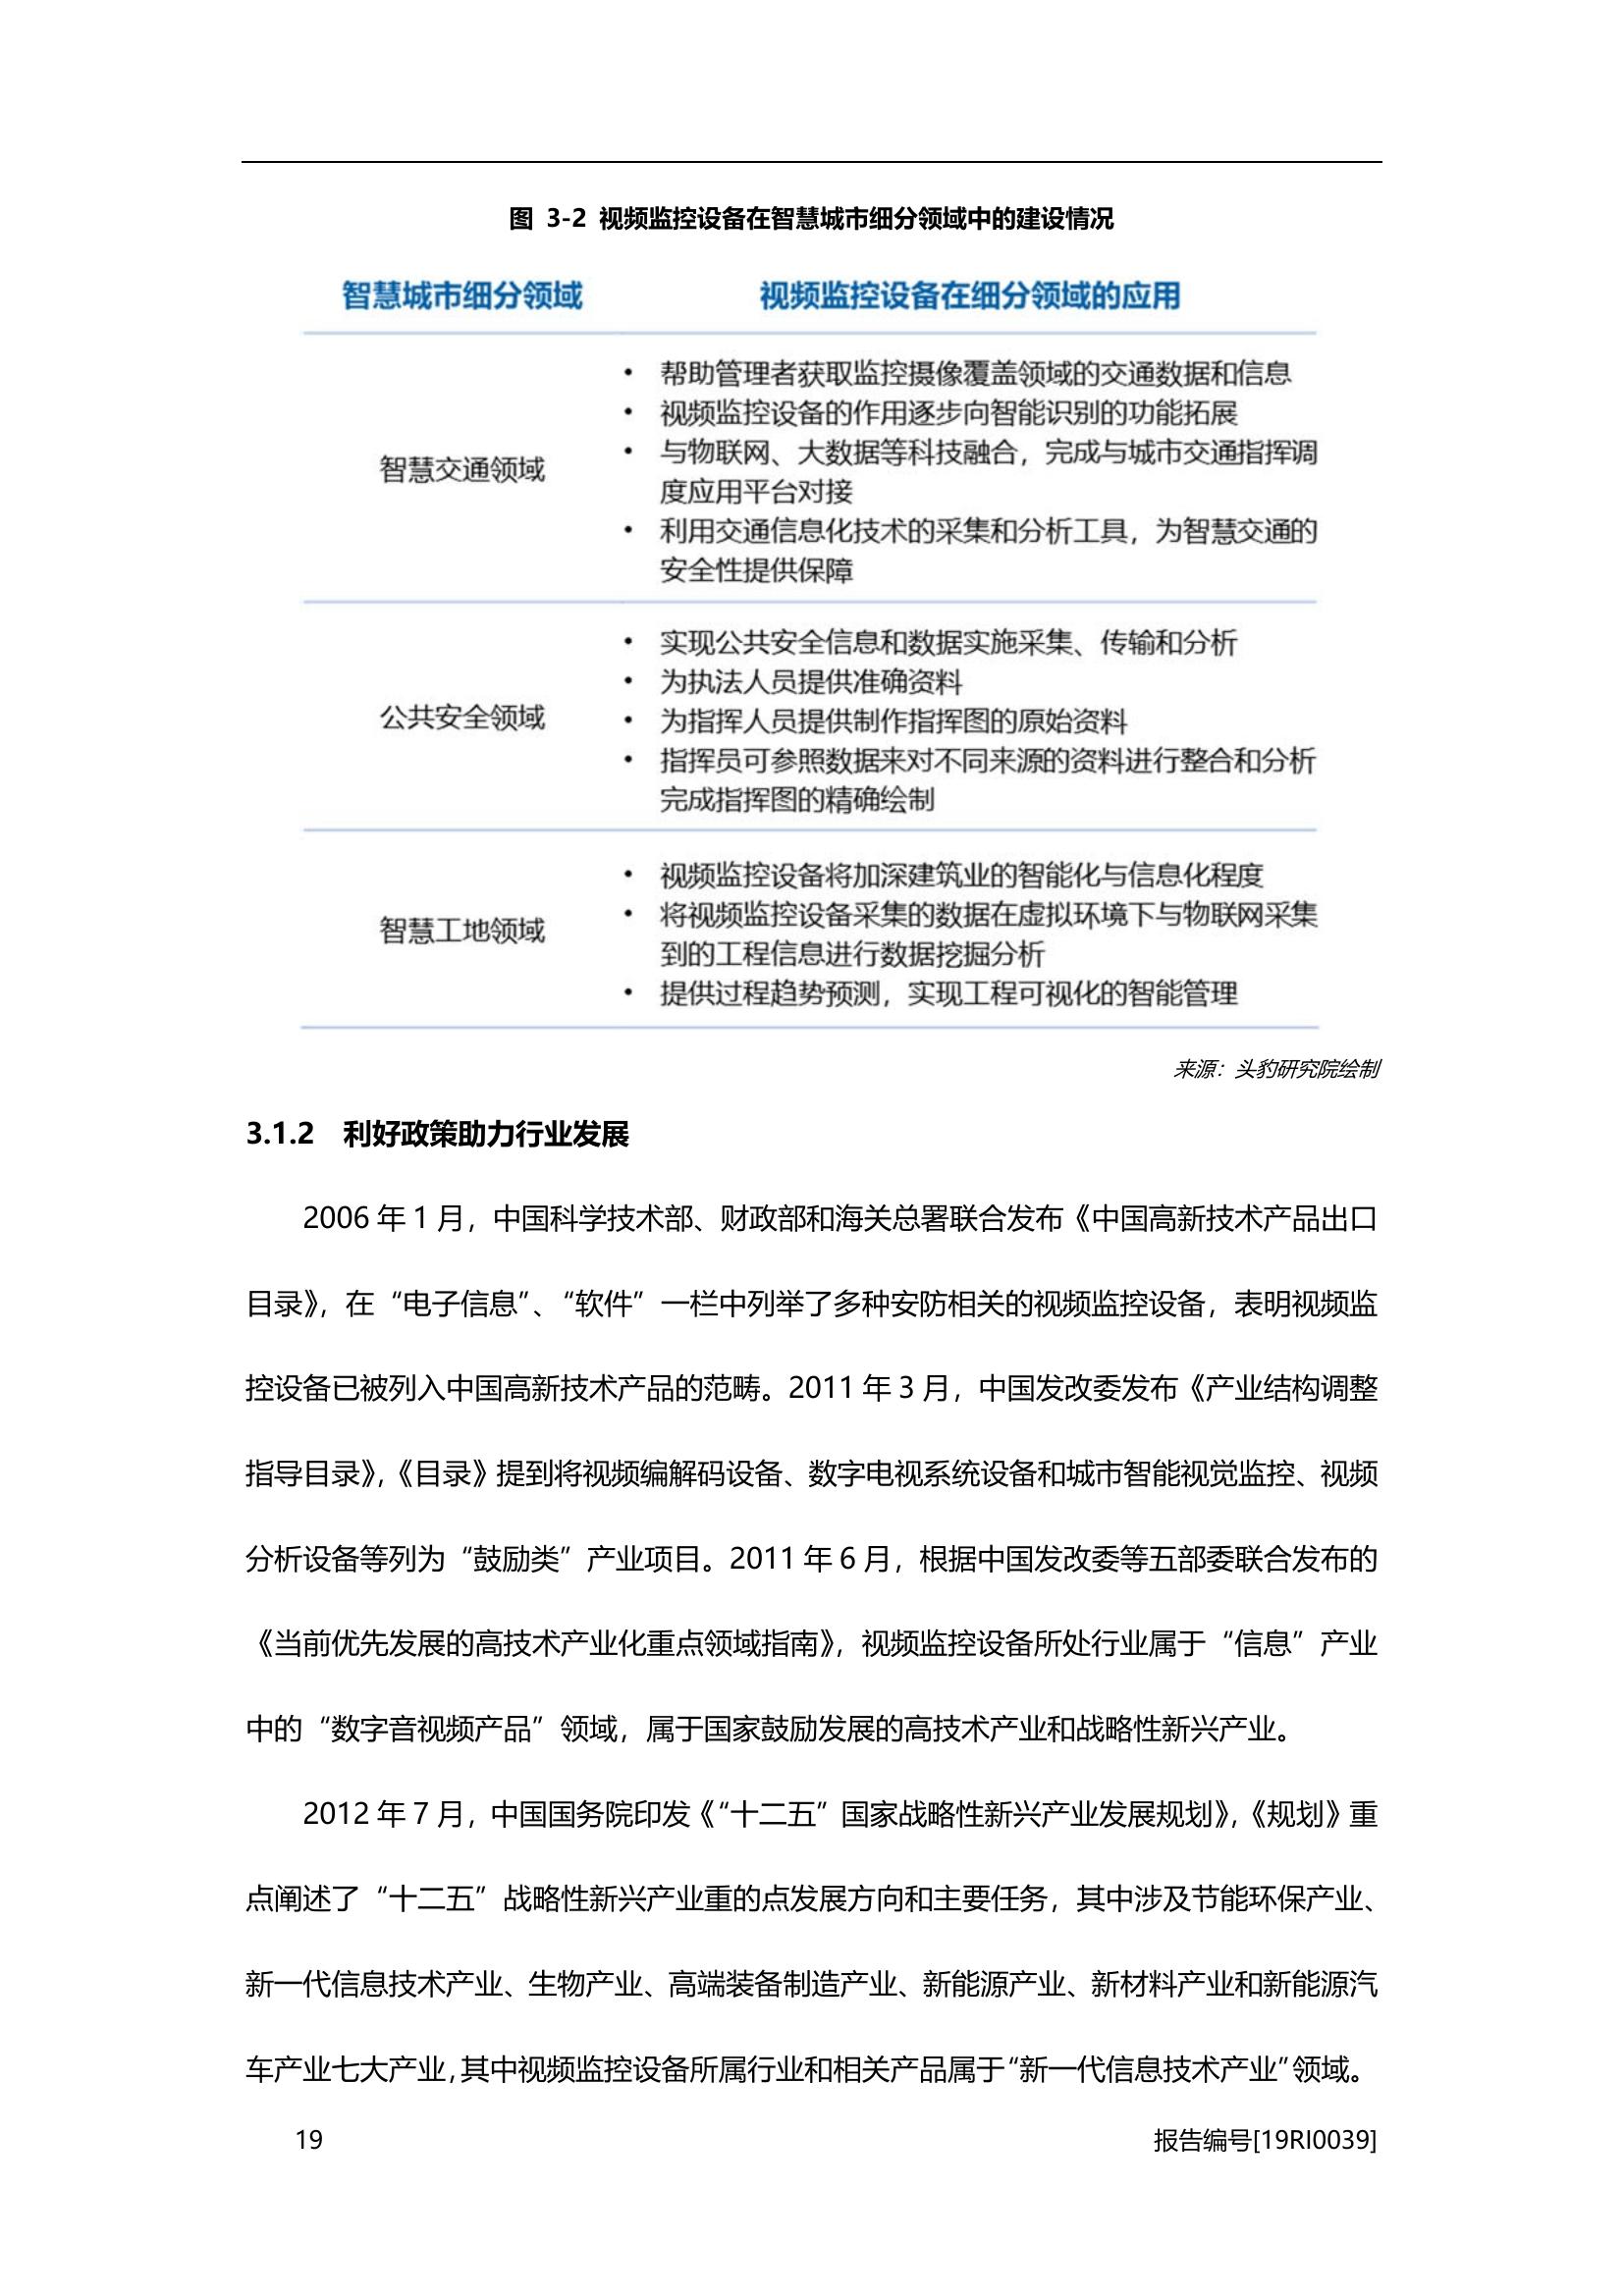 图 3-2 视频监控设备在智慧城市细分领域中的建设情况
智慧城市细分领域 视频监控设备在细分领域的应用
智慧交通领域
• 帮助管理者获取监控摄像覆盖领域的交通数据和信息
• 视频监控设备的作用逐步向智能识别的功能拓展
• 与物联网、大数据等科技融合，完成与城市交通指挥调
度应用平台对接
• 利用交通信息化技术的采集和分析工具，为智慧交通的
安全性提供保障
公共安全领域
• 实现公共安全信息和数据实施采集、传输和分析
• 为执法人员提供准确资料
• 为指挥人员提供制作指挥图的原始资料
• 指挥员可参照数据来对不同来源的资料进行整合和分析
完成指挥图的精确绘制
智慧工地领域
• 视频监控设备将加深建筑业的智能化与信息化程度
• 将视频监控设备采集的数据在虚拟环境下与物联网采集
到的工程信息进行数据挖掘分析
• 提供过程趋势预测，实现工程可视化的智能管理
来源：头豹研究院绘制
3.1.2 利好政策助力行业发展
2006 年 1 月，中国科学技术部、财政部和海关总署联合发布《中国高新技术产品出口
目录》，在“电子信息”、“软件”一栏中列举了多种安防相关的视频监控设备，表明视频监
控设备已被列入中国高新技术产品的范畴。2011 年 3 月，中国发改委发布《产业结构调整
指导目录》，《目录》提到将视频编解码设备、数字电视系统设备和城市智能视觉监控、视频
分析设备等列为“鼓励类”产业项目。2011 年 6 月，根据中国发改委等五部委联合发布的
《当前优先发展的高技术产业化重点领域指南》，视频监控设备所处行业属于“信息”产业
中的“数字音视频产品”领域，属于国家鼓励发展的高技术产业和战略性新兴产业。
2012 年 7 月，中国国务院印发《“十二五”国家战略性新兴产业发展规划》，《规划》重
点阐述了“十二五”战略性新兴产业重的点发展方向和主要任务，其中涉及节能环保产业、
新一代信息技术产业、生物产业、高端装备制造产业、新能源产业、新材料产业和新能源汽
车产业七大产业，其中视频监控设备所属行业和相关产品属于“新一代信息技术产业”领域。
19 报告编号[19RI0039]